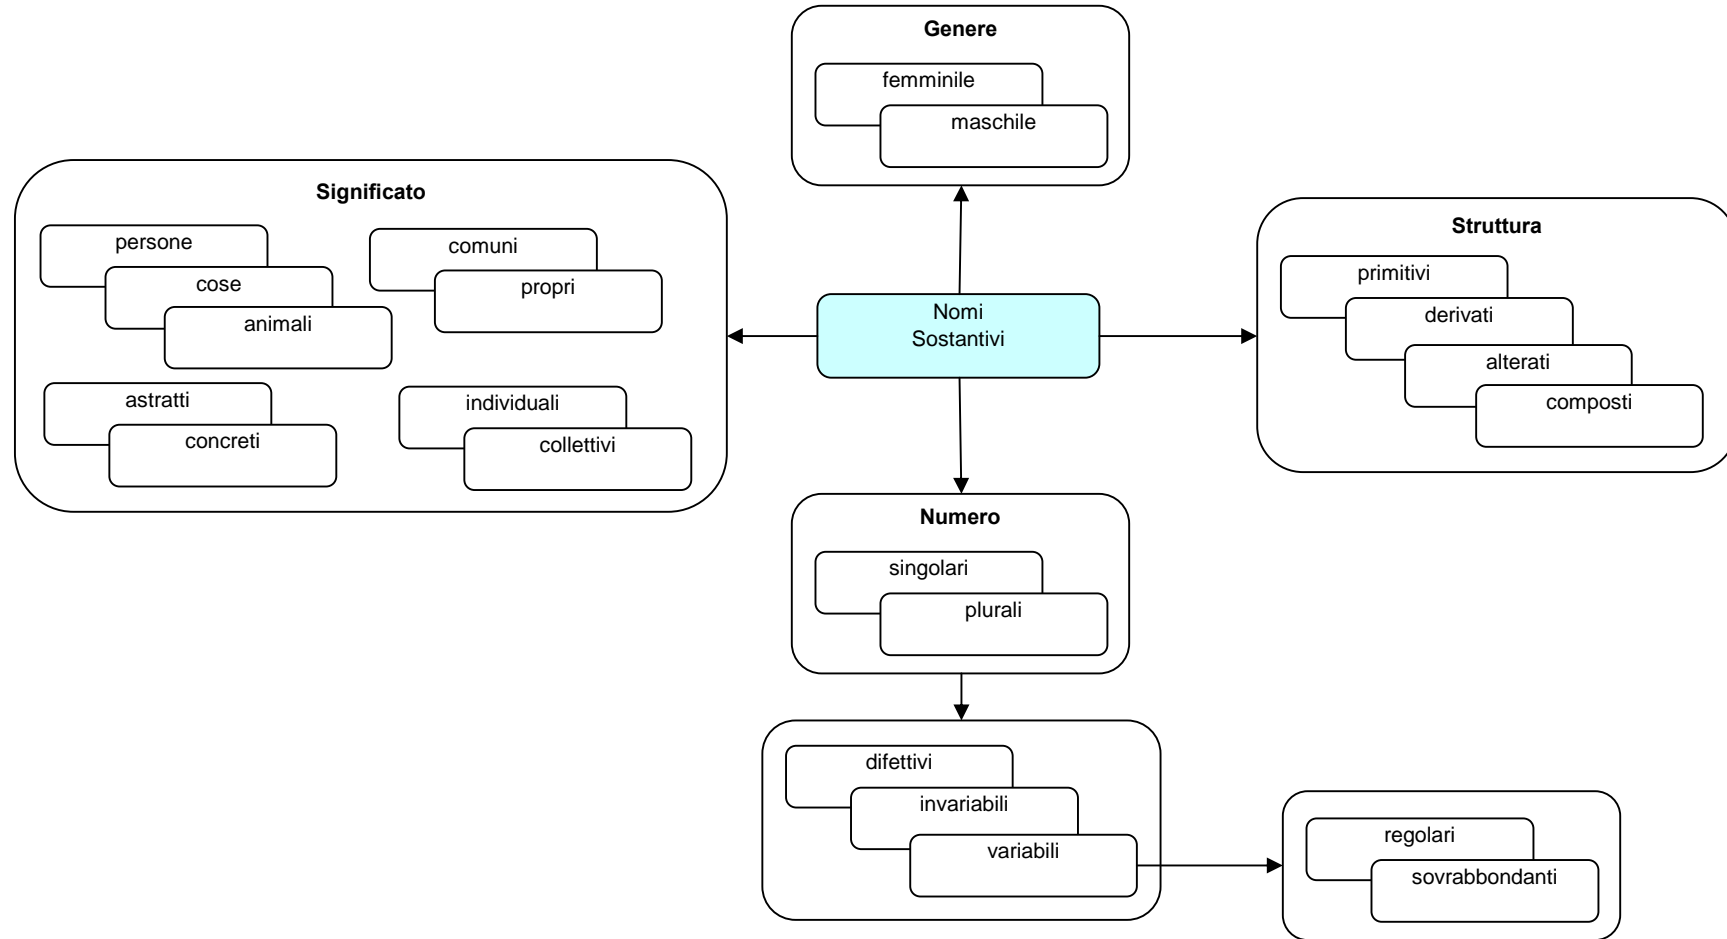 Genere
femminile
maschile
Significato
persone
cose
animali
comuni
propri
astratti
concreti
individuali
collettivi
Nomi
Sostantivi
Struttura
primitivi
derivati
alterati
composti
Numero
singolari
plurali
difettivi
invariabili
variabili
regolari
sovrabbondanti